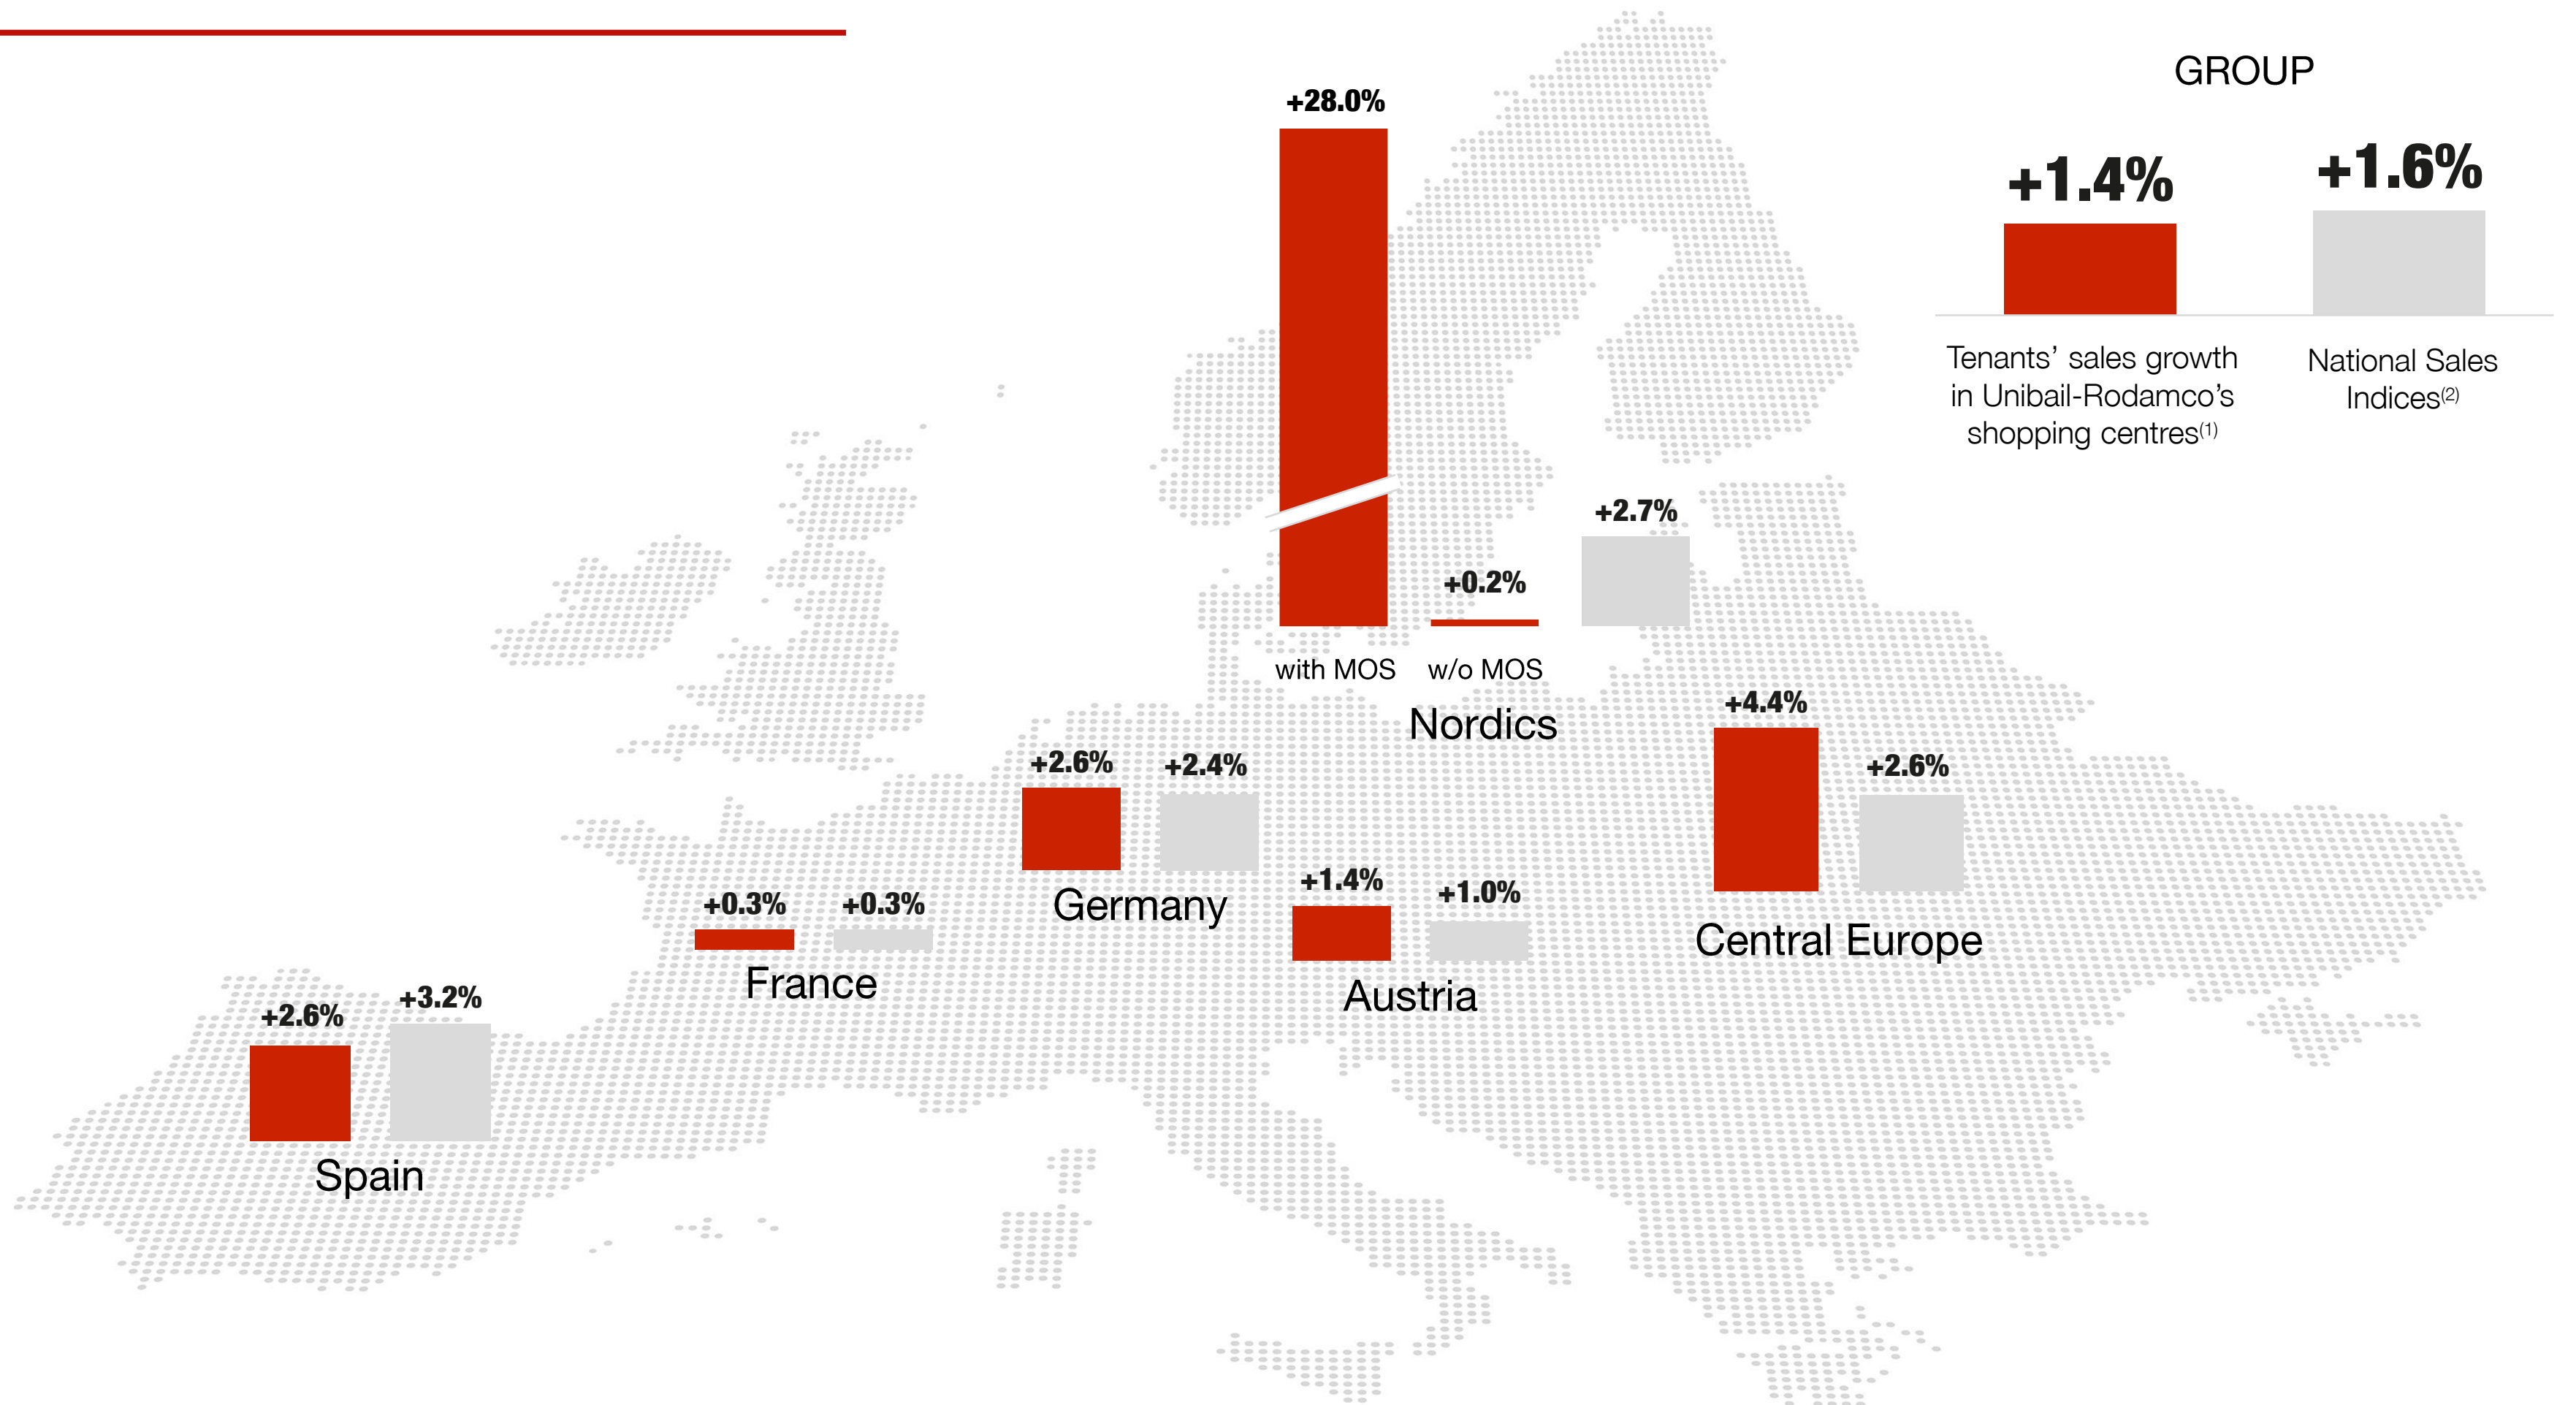 GROUP
+1.4%
+1.6%
Tenants’ sales growth
in Unibail-Rodamco’s
shopping centres(1)
National Sales
Indices(2)
+28.0%
+0.2%
+2.7%
with MOS
w/o MOS
Nordics
+4.4%
+2.6%
Central Europe
+2.6%
+2.4%
Germany
+1.4%
+1.0%
Austria
+0.3%
+0.3%
France
+2.6%
+3.2%
Spain